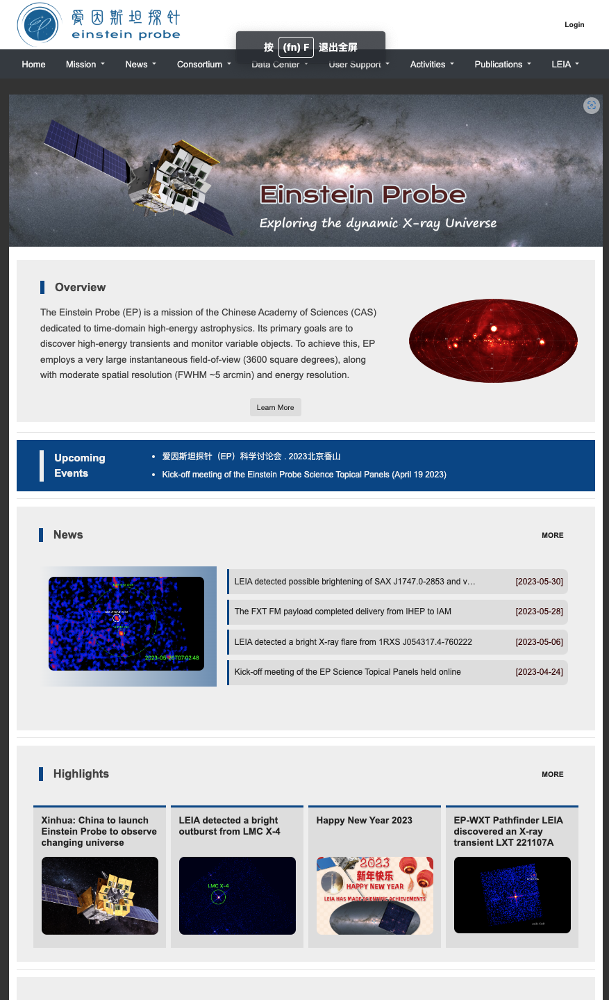 爱因斯坦探针
einstein probe
Login
按 (fn) F 退出全屏
Home Mission News Consortium Data Center User Support Activities Publications LEIA
Einstein Probe
Exploring the dynamic X-ray Universe
Overview
The Einstein Probe (EP) is a mission of the Chinese Academy of Sciences (CAS)
dedicated to time-domain high-energy astrophysics. Its primary goals are to
discover high-energy transients and monitor variable objects. To achieve this, EP
employs a very large instantaneous field-of-view (3600 square degrees), along
with moderate spatial resolution (FWHM ~5 arcmin) and energy resolution.
Learn More
Upcoming
Events
爱因斯坦探针（EP）科学讨论会 . 2023北京香山
Kick-off meeting of the Einstein Probe Science Topical Panels (April 19 2023)
News
MORE
2023-05-26T07:02:48
LEIA detected possible brightening of SAX J1747.0-2853 and v… [2023-05-30]
The FXT FM payload completed delivery from IHEP to IAM [2023-05-28]
LEIA detected a bright X-ray flare from 1RXS J054317.4-760222 [2023-05-06]
Kick-off meeting of the EP Science Topical Panels held online [2023-04-24]
Highlights
MORE
Xinhua: China to launch
Einstein Probe to observe
changing universe
LEIA detected a bright
outburst from LMC X-4
LMC X-4
Happy New Year 2023
2023
新年快乐
HAPPY NEW YEAR
LEIA HAS MADE SCIENTIFIC ACHIEVEMENTS
EP-WXT Pathfinder LEIA
discovered an X-ray
transient LXT 221107A